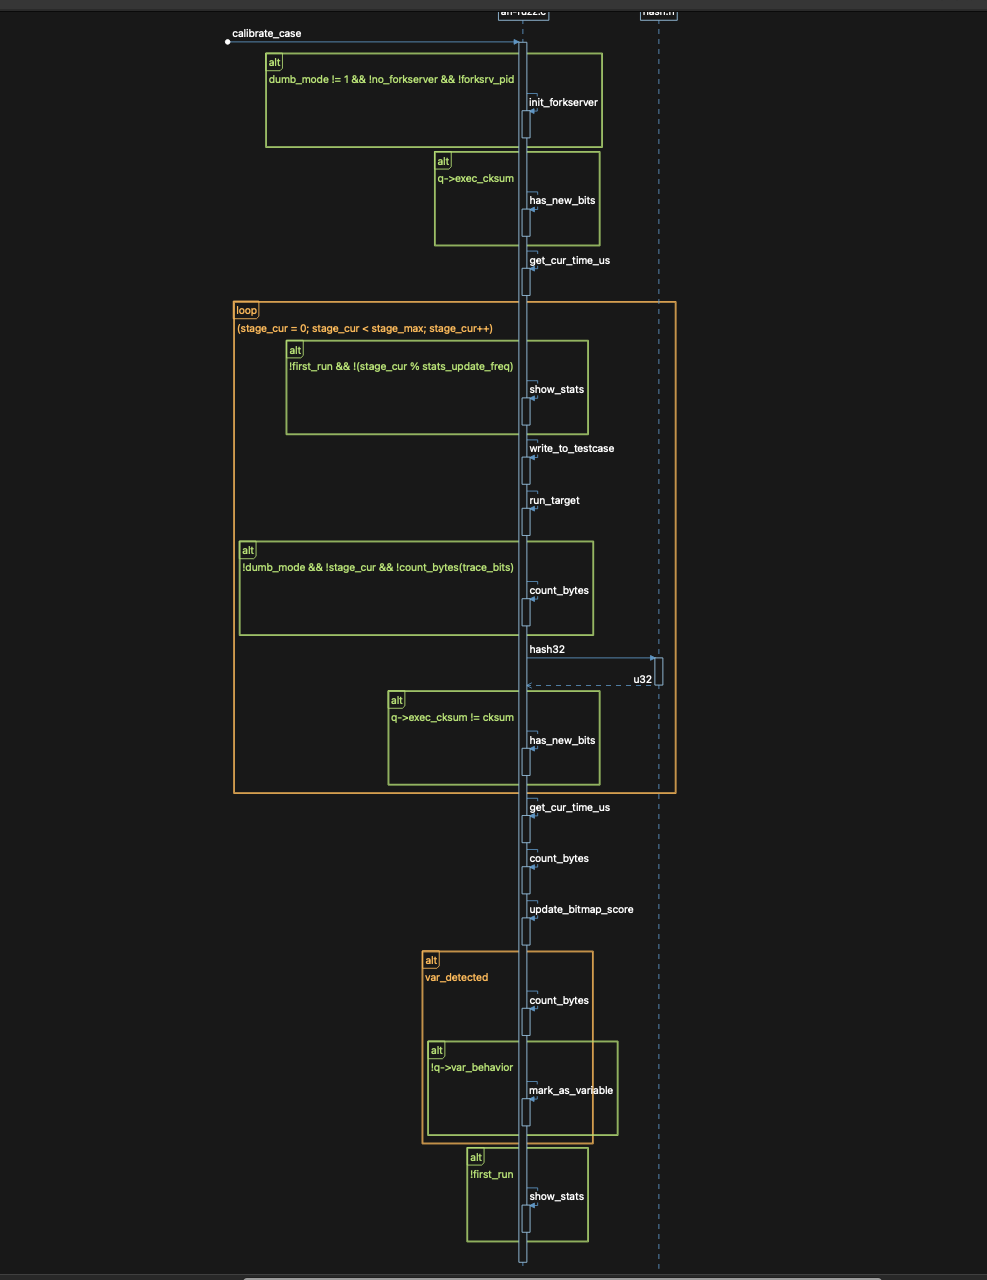 hash.h
calibrate_case
alt
dumb_mode != 1 && !no_forkserver && !forksrv_pid
init_forkserver
alt
q->exec_cksum
has_new_bits
get_cur_time_us
loop
(stage_cur = 0; stage_cur < stage_max; stage_cur++)
alt
!first_run && !(stage_cur % stats_update_freq)
show_stats
write_to_testcase
run_target
alt
!dumb_mode && !stage_cur && !count_bytes(trace_bits)
count_bytes
hash32
u32
alt
q->exec_cksum != cksum
has_new_bits
get_cur_time_us
count_bytes
update_bitmap_score
alt
var_detected
count_bytes
alt
!q->var_behavior
mark_as_variable
alt
!first_run
show_stats